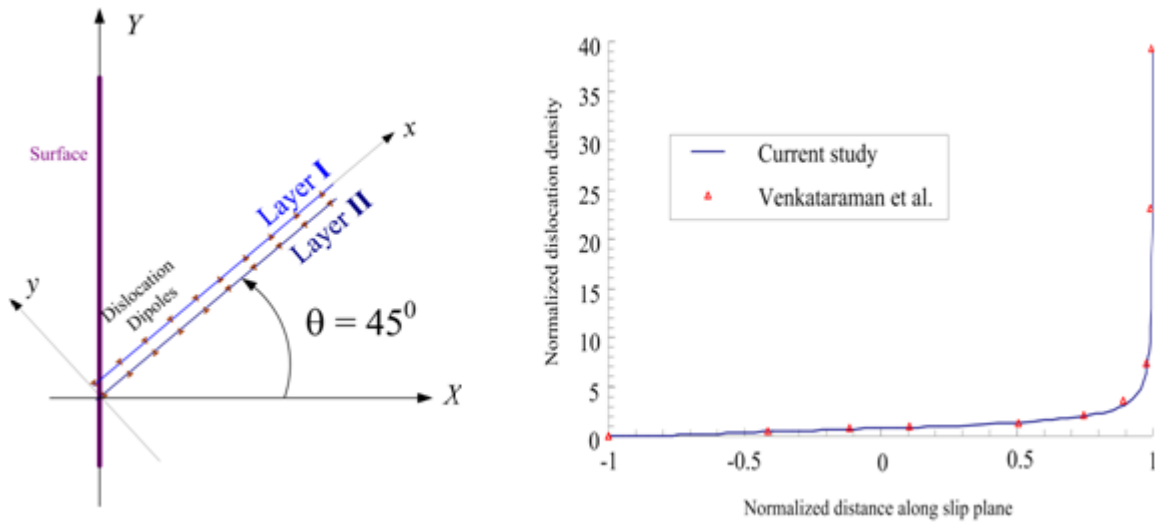 Y
x
Surface
Layer I
Layer II
y
Dislocation
Dipoles
θ = 45⁰
X
Normalized dislocation density
40
35
30
25
20
15
10
5
0
-1
-0.5
0
0.5
1
Current study
Venkataraman et al.
Normalized distance along slip plane